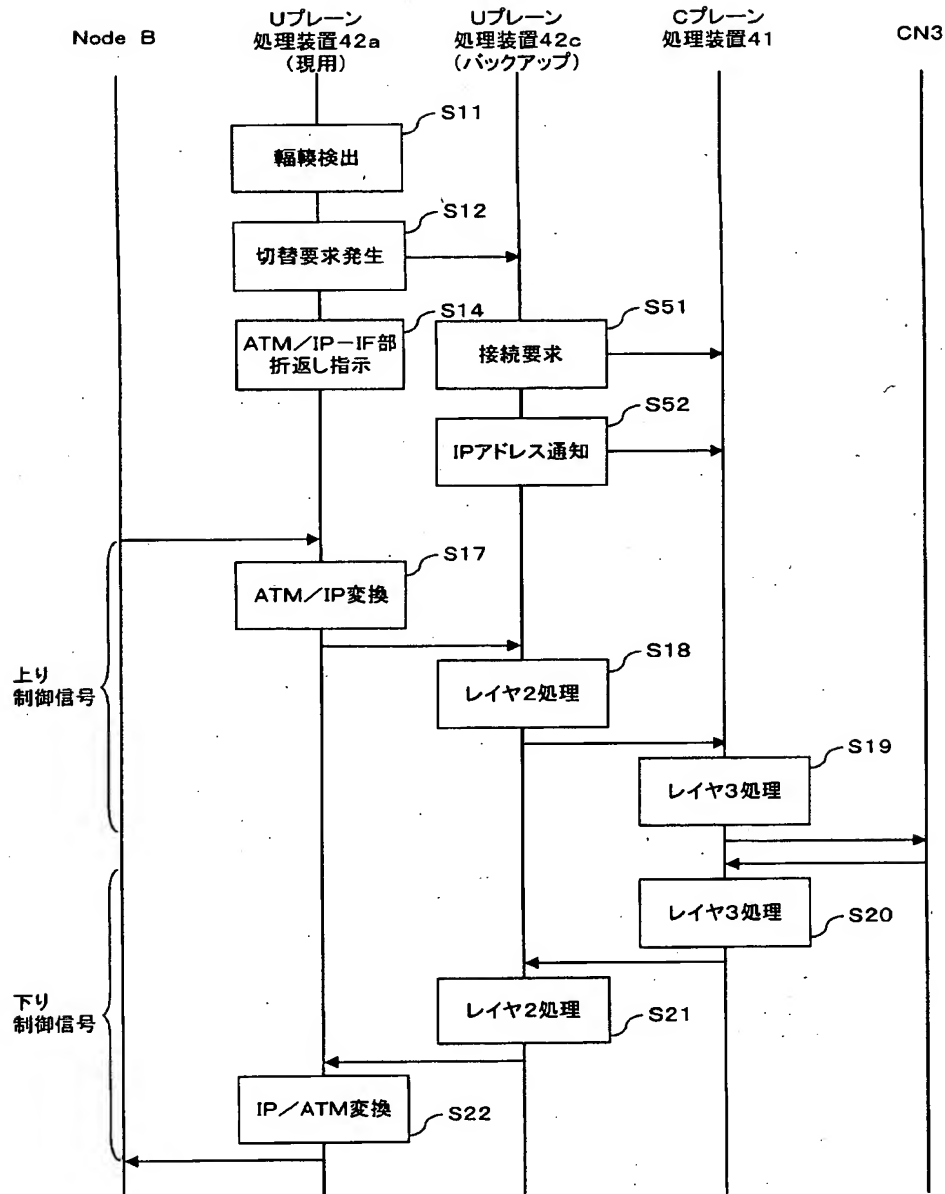 Node B
Uプレーン
処理装置42a
(現用)
Uプレーン
処理装置42c
(バックアップ)
Cプレーン
処理装置41
CN3
S11
輻輳検出
S12
切替要求発生
S14
ATM/IP-IF部
折返し指示
S51
接続要求
S52
IPアドレス通知
S17
ATM/IP変換
S18
レイヤ2処理
上り
制御信号
S19
レイヤ3処理
レイヤ3処理
S20
下り
制御信号
レイヤ2処理
S21
IP/ATM変換
S22